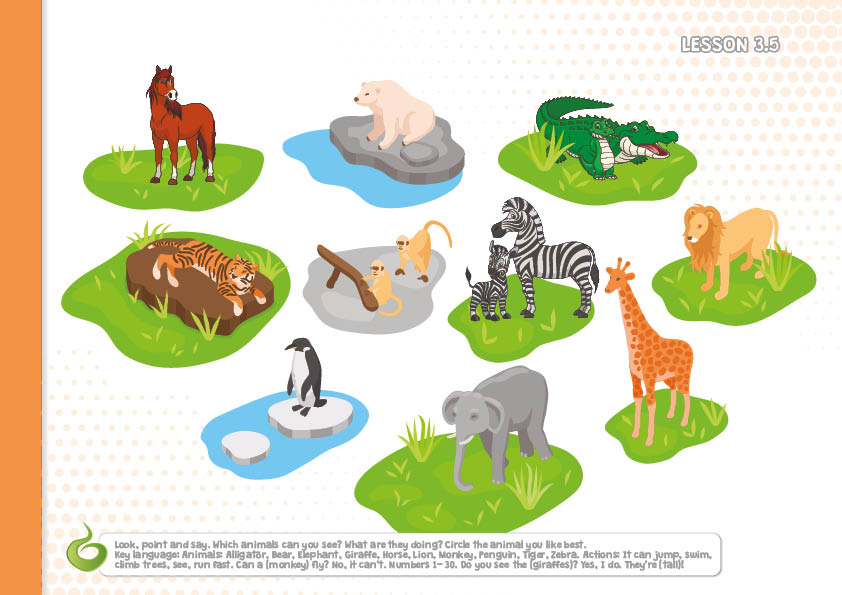 LESSON 3.5
Look, point and say. Which animals can you see? What are they doing? Circle the animal you like best.
Key language: Animals: Alligator, Bear, Elephant, Giraffe, Horse, Lion, Monkey, Penguin, Tiger, Zebra. Actions: It can jump, swim,
climb trees, see, run fast. Can a (monkey) fly? No, it can't. Numbers 1- 30. Do you see the (giraffes)? Yes, I do. They're (tall)!